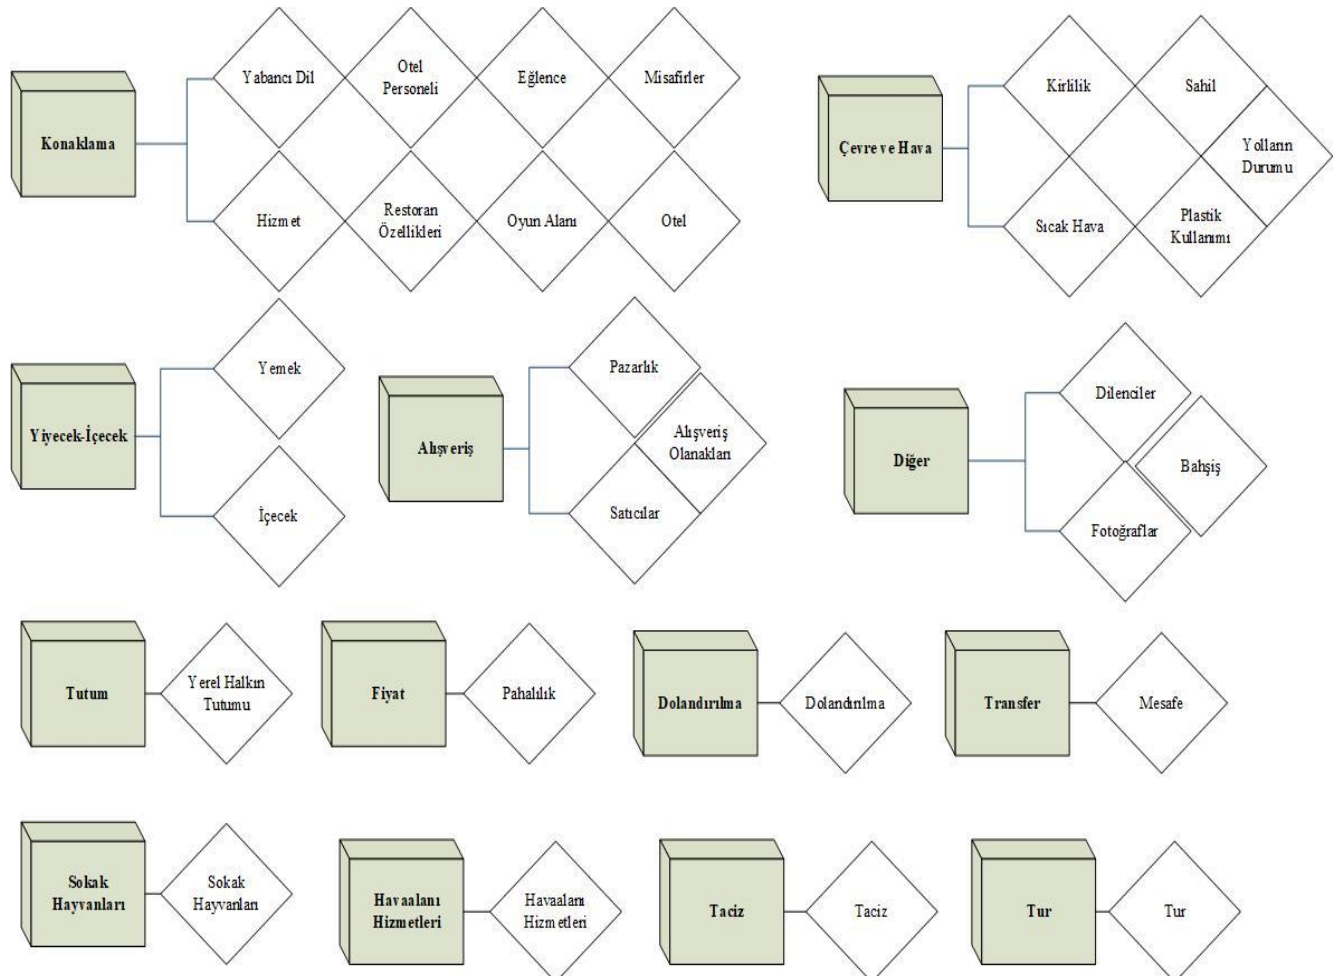 Konaklama
Yabancı Dil
Otel
Personeli
Eğlence
Misafirler
Hizmet
Restoran
Özellikleri
Oyun Alanı
Otel
Çevre ve Hava
Kirlilik
Sahil
Yolların
Durumu
Sıcak Hava
Plastik
Kullanımı
Yiyecek-İçecek
Yemek
İçecek
Alışveriş
Pazarlık
Alışveriş
Olanakları
Satıcılar
Diğer
Dilenciler
Bahşiş
Fotoğraflar
Tutum
Yerel Halkın
Tutumu
Fiyat
Pahalılık
Dolandırılma
Dolandırılma
Transfer
Mesafe
Sokak
Hayvanları
Sokak
Hayvanları
Havaalanı
Hizmetleri
Havaalanı
Hizmetleri
Taciz
Taciz
Tur
Tur